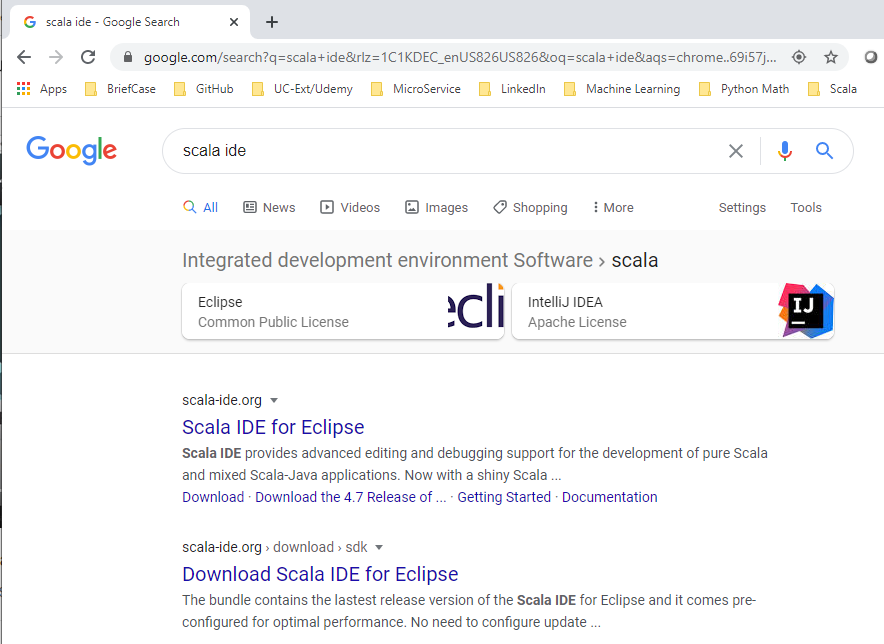 scala ide - Google Search
google.com/search?q=scala+ide&rlz=1C1KDEC_enUS826US826&oq=scala+ide&aqs=chrome..69i57j...
Apps BriefCase GitHub UC-Ext/Udemy MicroService LinkedIn Machine Learning Python Math Scala
Google
scala ide
All News Videos Images Shopping More Settings Tools
Integrated development environment Software › scala
Eclipse
Common Public License
ecli
IntelliJ IDEA
Apache License
IJ
scala-ide.org
Scala IDE for Eclipse
Scala IDE provides advanced editing and debugging support for the development of pure Scala
and mixed Scala-Java applications. Now with a shiny Scala ...
Download · Download the 4.7 Release of ... · Getting Started · Documentation
scala-ide.org › download › sdk
Download Scala IDE for Eclipse
The bundle contains the lastest release version of the Scala IDE for Eclipse and it comes pre-
configured for optimal performance. No need to configure update ...